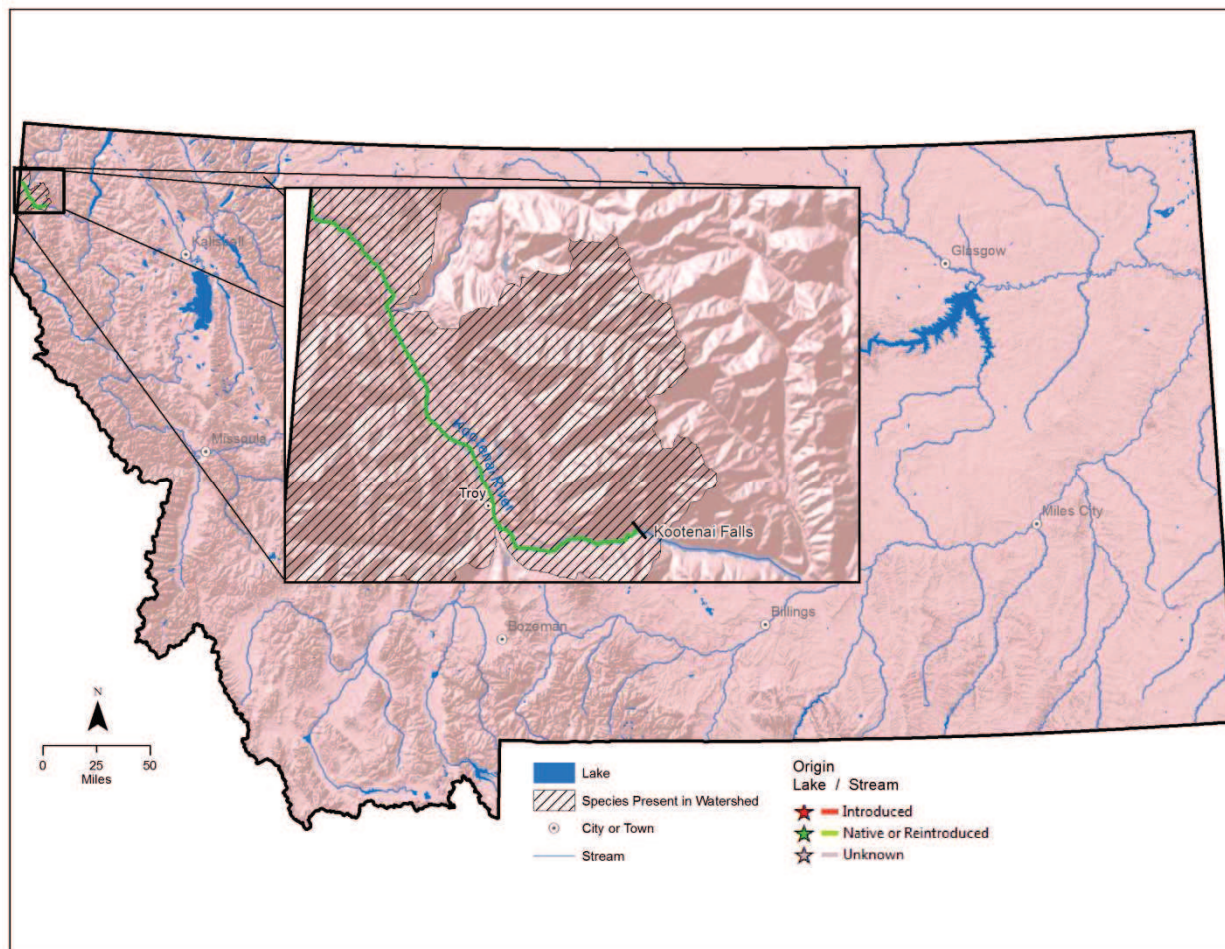 Kalispell
Glasgow
Missoula
Kootenai River
Troy
Kootenai Falls
Miles City
Billings
Bozeman
N
0 25 50
Miles
Lake
Species Present in Watershed
City or Town
Stream
Origin
Lake / Stream
Introduced
Native or Reintroduced
Unknown